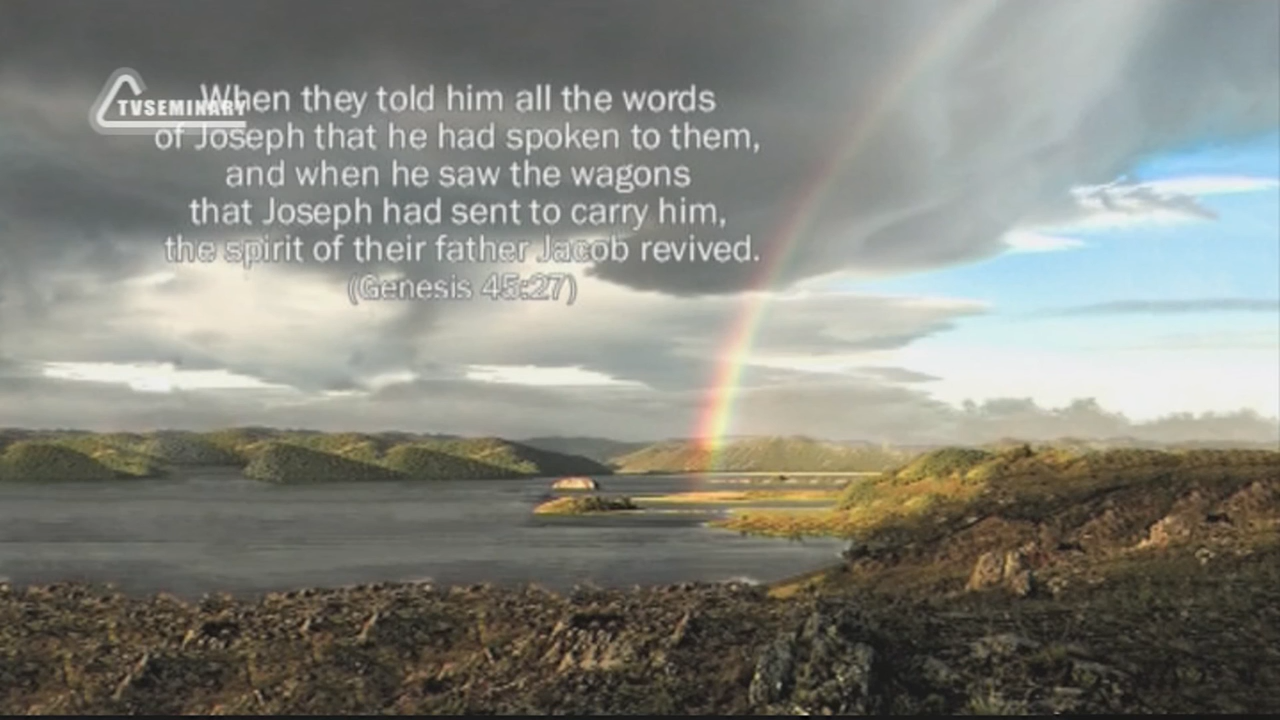 TVSEMINARY
When they told him all the words
of Joseph that he had spoken to them,
and when he saw the wagons
that Joseph had sent to carry him,
the spirit of their father Jacob revived.
(Genesis 45:27)